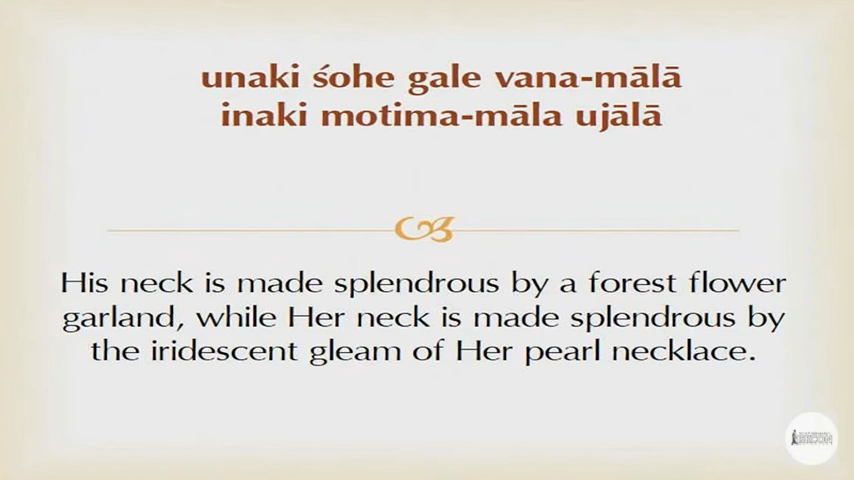 unaki śohe gale vana-mālā
inaki motima-māla ujālā
His neck is made splendrous by a forest flower
garland, while Her neck is made splendrous by
the iridescent gleam of Her pearl necklace.